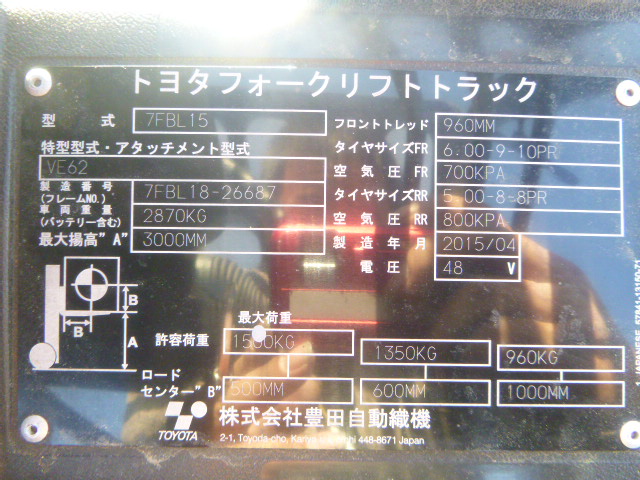 トヨタフォークリフトトラック
型 式 7FBL15
特型型式・アタッチメント型式
VE62
製造番号 (フレームNO.) 7FBL18-26687
車両重量 (バッテリー含む) 2870KG
最大揚高"A" 3000MM
フロントトレッド 960MM
タイヤサイズFR 6.00-9-10PR
空気圧 FR 700KPA
タイヤサイズRR 5.00-8-8PR
空気圧 RR 800KPA
製造年月 2015/04
電圧 48 V
B
B
A
最大荷重
許容荷重 1500KG 1350KG 960KG
ロード
センター"B" 500MM 600MM 1000MM
TOYOTA
株式会社豊田自動織機
2-1, Toyoda-cho, 448-8671 Japan